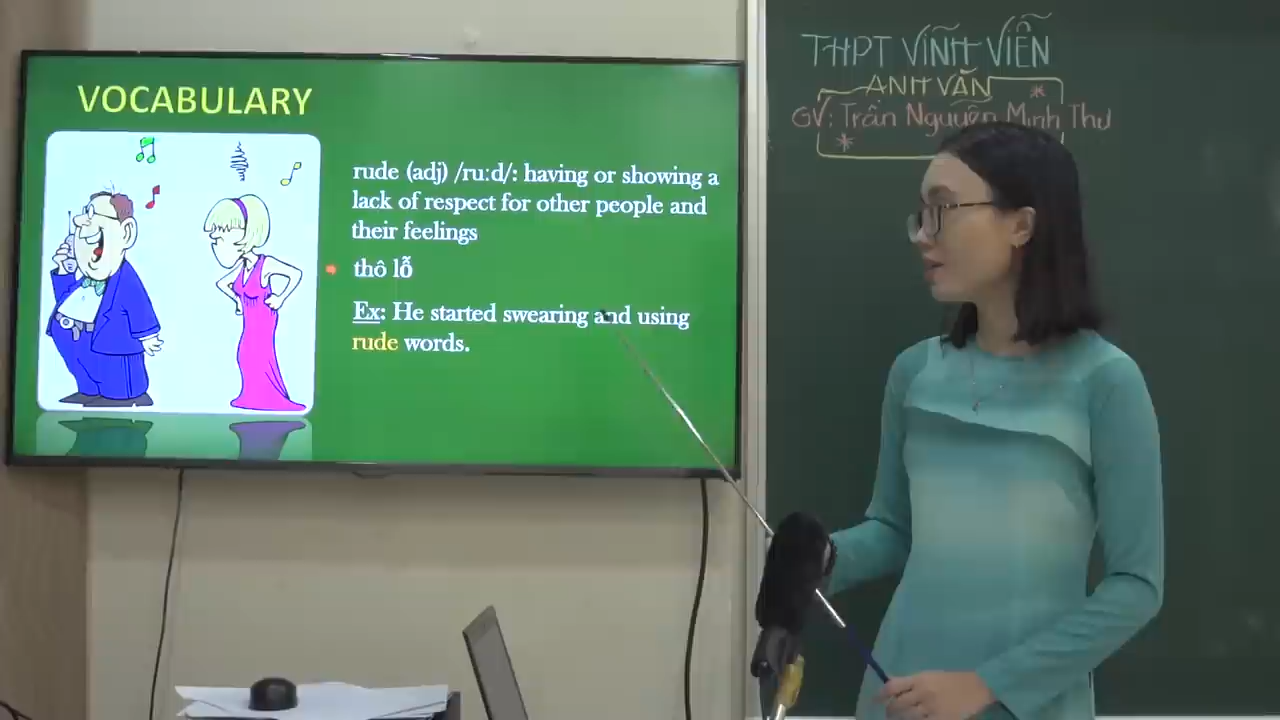 VOCABULARY
rude (adj) /ru:d/: having or showing a
lack of respect for other people and
their feelings
thô lỗ
Ex: He started swearing and using
rude words.
THPT VĨNH VIỄN
ANH VĂN
GV: Trần Nguyễn Minh Thư